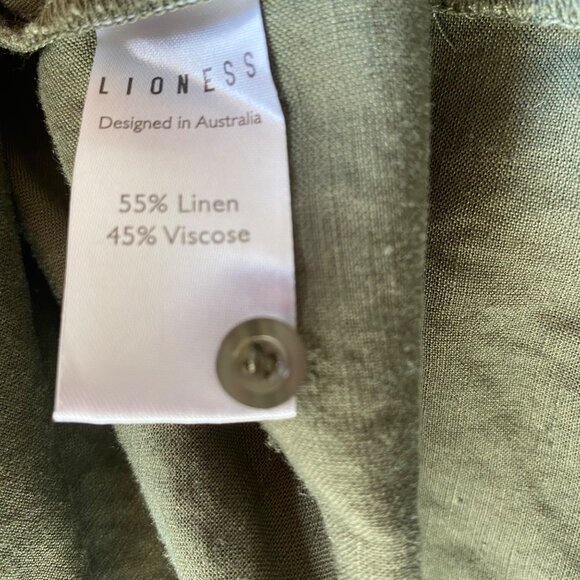 LIONESS
Designed in Australia
55% Linen
45% Viscose